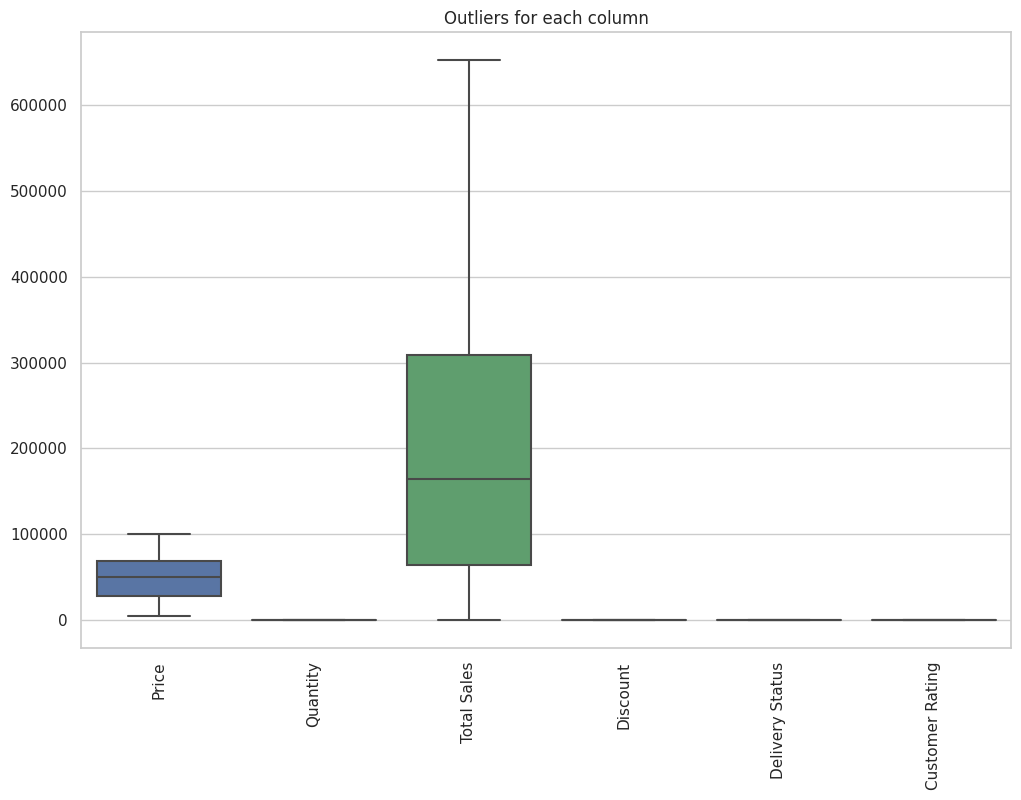 Outliers for each column
600000
500000
400000
300000
200000
100000
0
Price
Quantity
Total Sales
Discount
Delivery Status
Customer Rating